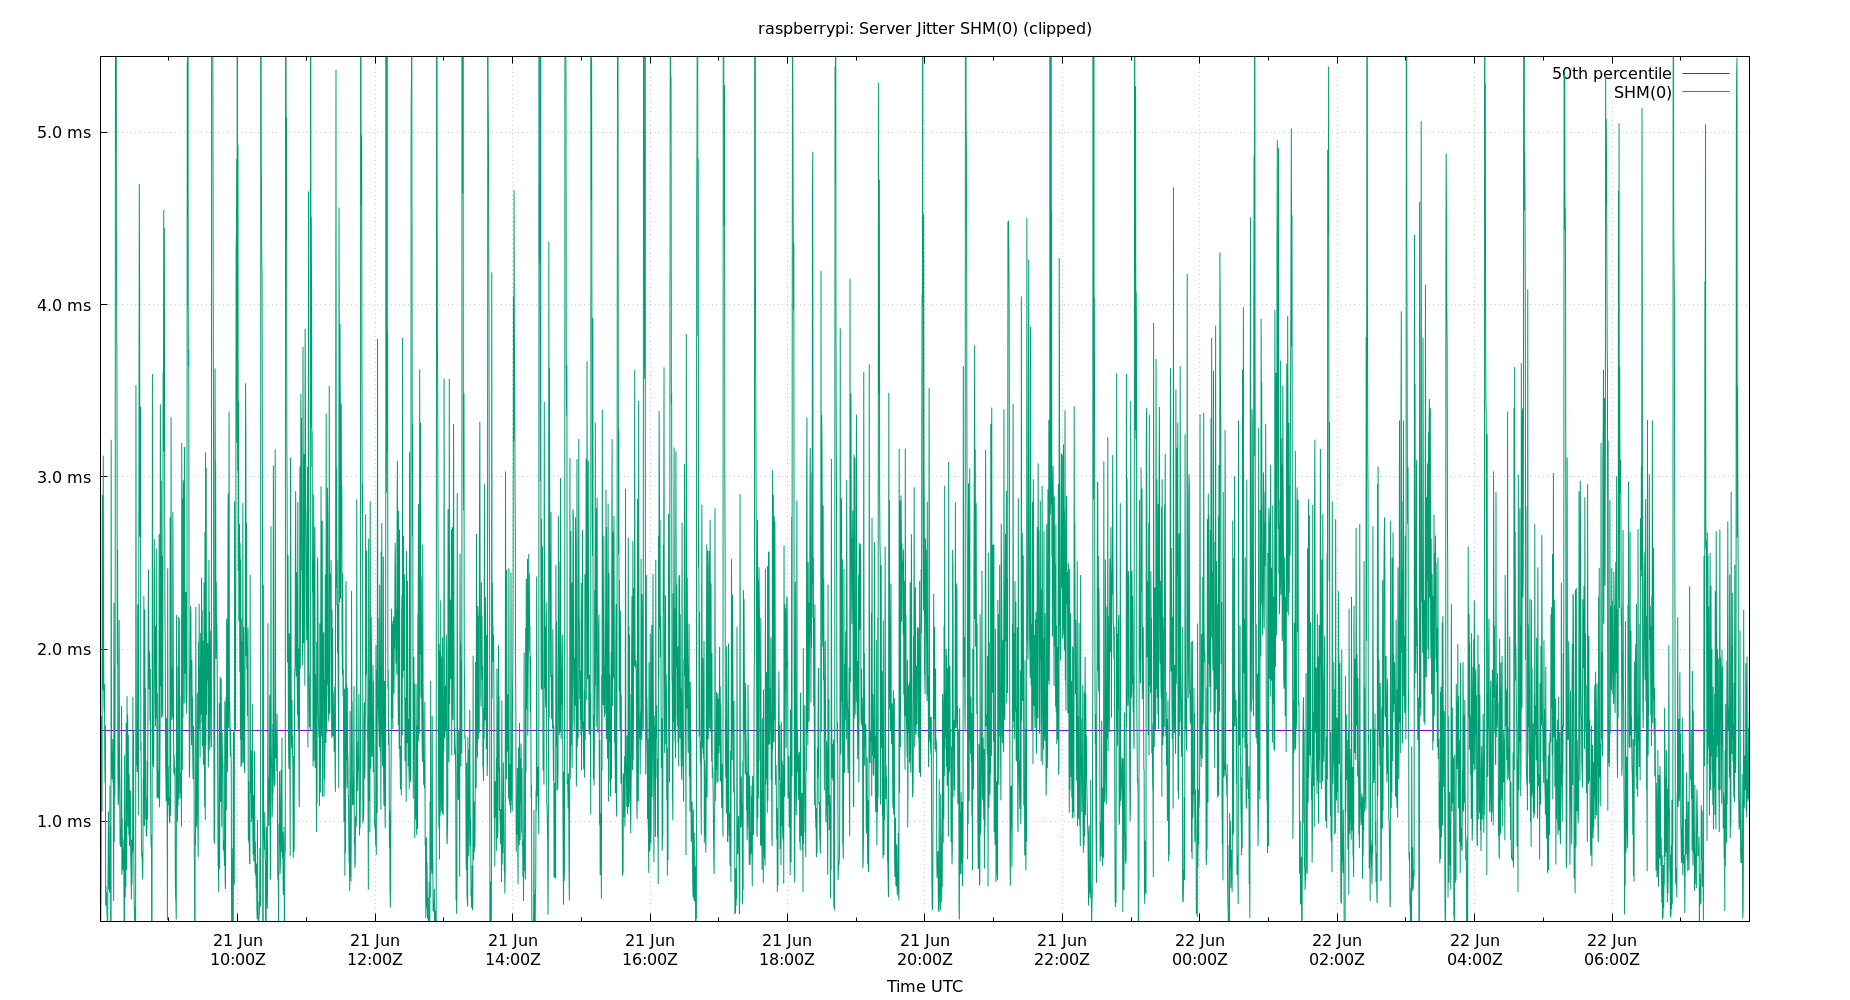 raspberrypi: Server Jitter SHM(0) (clipped)
50th percentile
SHM(0)
5.0 ms
4.0 ms
3.0 ms
2.0 ms
1.0 ms
21 Jun 21 Jun 21 Jun 21 Jun 21 Jun 21 Jun 21 Jun 22 Jun 22 Jun 22 Jun 22 Jun
10:00Z 12:00Z 14:00Z 16:00Z 18:00Z 20:00Z 22:00Z 00:00Z 02:00Z 04:00Z 06:00Z
Time UTC